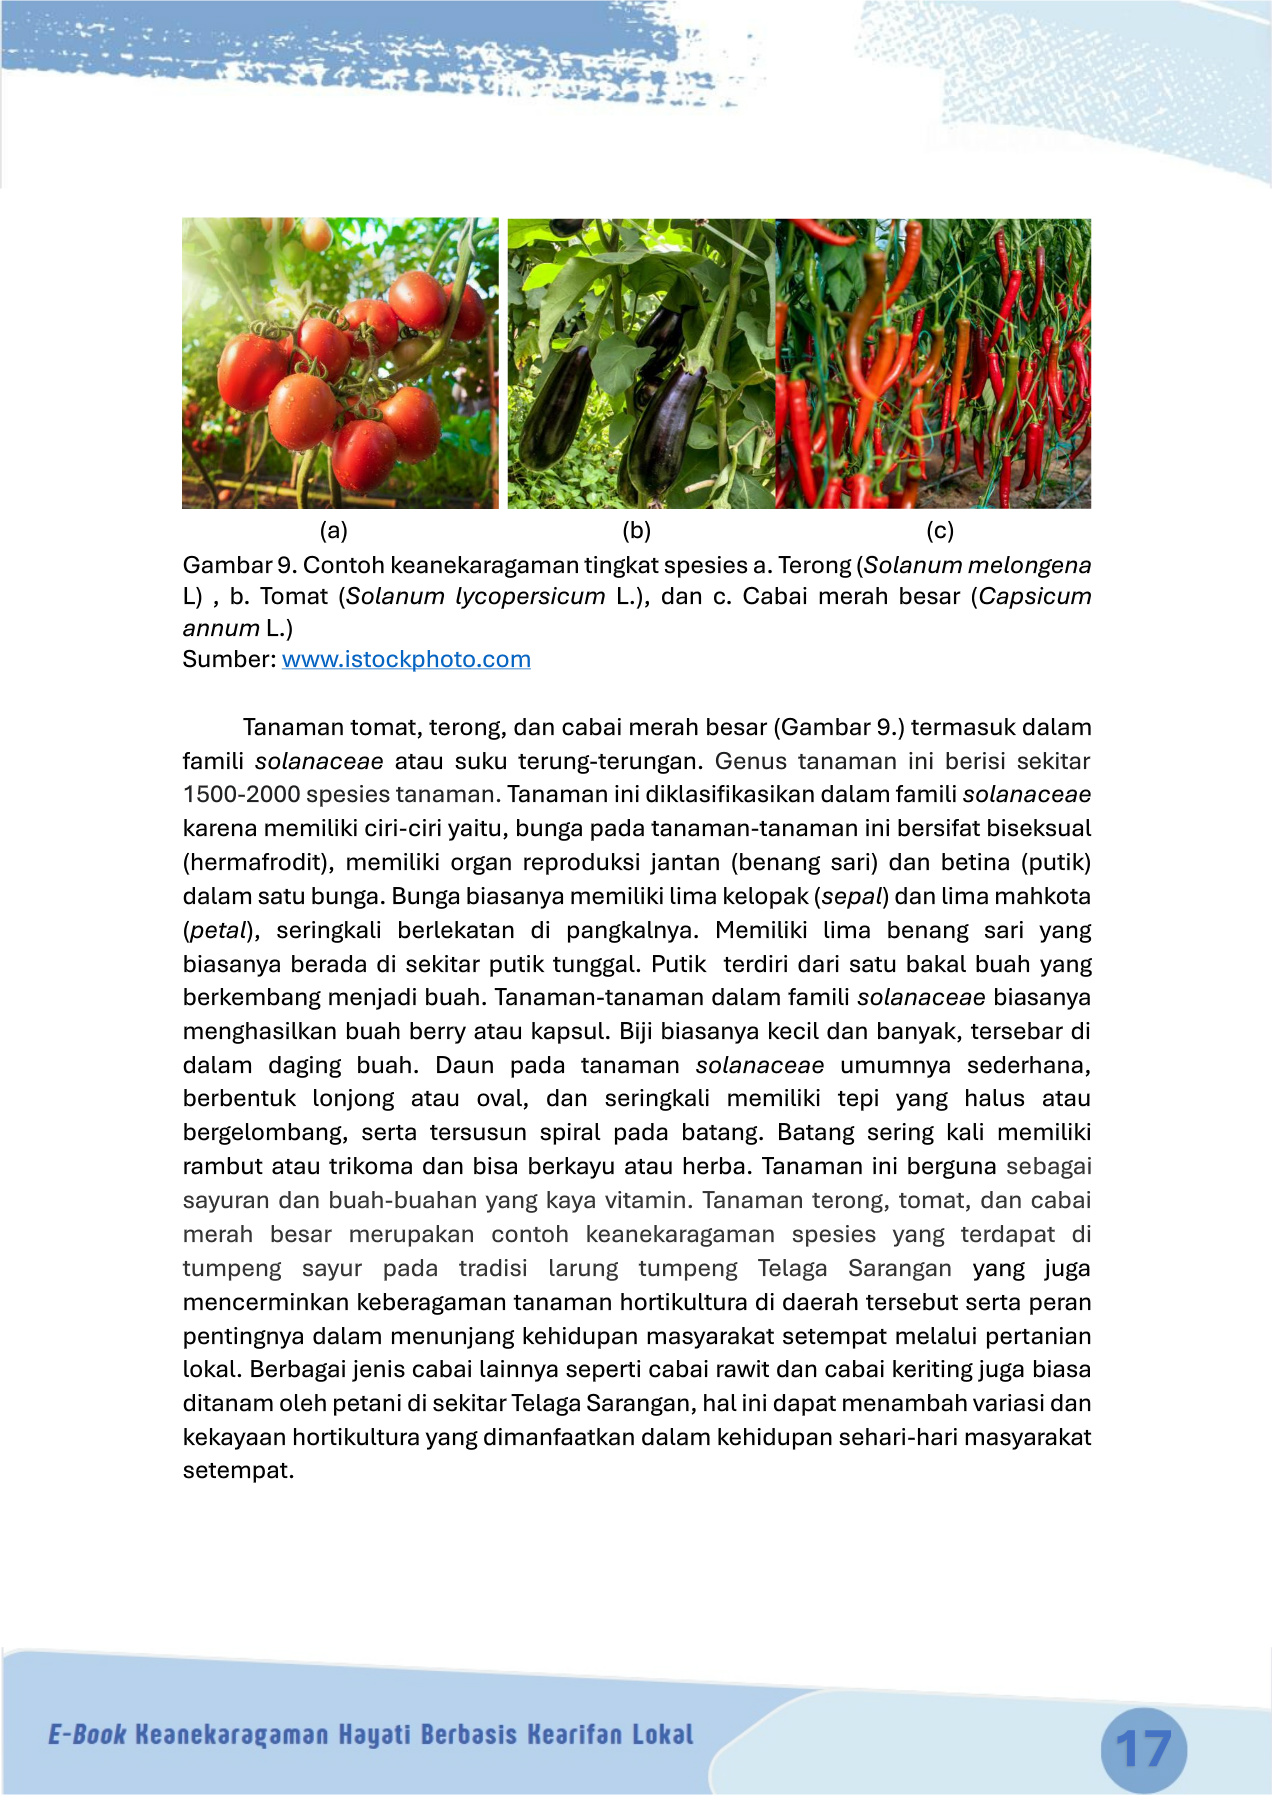 (a) (b) (c)
Gambar 9. Contoh keanekaragaman tingkat spesies a. Terong (Solanum melongena
L) , b. Tomat (Solanum lycopersicum L.), dan c. Cabai merah besar (Capsicum
annum L.)
Sumber: www.istockphoto.com
Tanaman tomat, terong, dan cabai merah besar (Gambar 9.) termasuk dalam
famili solanaceae atau suku terung-terungan. Genus tanaman ini berisi sekitar
1500-2000 spesies tanaman. Tanaman ini diklasifikasikan dalam famili solanaceae
karena memiliki ciri-ciri yaitu, bunga pada tanaman-tanaman ini bersifat biseksual
(hermafrodit), memiliki organ reproduksi jantan (benang sari) dan betina (putik)
dalam satu bunga. Bunga biasanya memiliki lima kelopak (sepal) dan lima mahkota
(petal), seringkali berlekatan di pangkalnya. Memiliki lima benang sari yang
biasanya berada di sekitar putik tunggal. Putik  terdiri dari satu bakal buah yang
berkembang menjadi buah. Tanaman-tanaman dalam famili solanaceae biasanya
menghasilkan buah berry atau kapsul. Biji biasanya kecil dan banyak, tersebar di
dalam daging buah. Daun pada tanaman solanaceae umumnya sederhana,
berbentuk lonjong atau oval, dan seringkali memiliki tepi yang halus atau
bergelombang, serta tersusun spiral pada batang. Batang sering kali memiliki
rambut atau trikoma dan bisa berkayu atau herba. Tanaman ini berguna sebagai
sayuran dan buah-buahan yang kaya vitamin. Tanaman terong, tomat, dan cabai
merah besar merupakan contoh keanekaragaman spesies yang terdapat di
tumpeng sayur pada tradisi larung tumpeng Telaga Sarangan yang juga
mencerminkan keberagaman tanaman hortikultura di daerah tersebut serta peran
pentingnya dalam menunjang kehidupan masyarakat setempat melalui pertanian
lokal. Berbagai jenis cabai lainnya seperti cabai rawit dan cabai keriting juga biasa
ditanam oleh petani di sekitar Telaga Sarangan, hal ini dapat menambah variasi dan
kekayaan hortikultura yang dimanfaatkan dalam kehidupan sehari-hari masyarakat
setempat.
E-Book Keanekaragaman Hayati Berbasis Kearifan Lokal
17